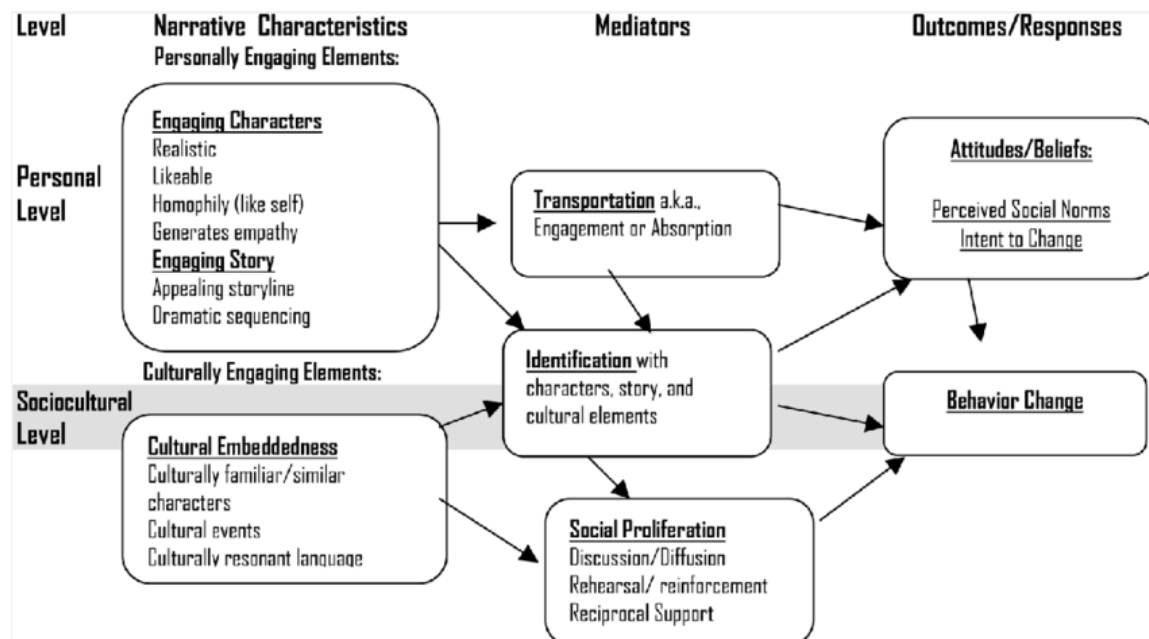 Level
Narrative Characteristics
Mediators
Outcomes/Responses
Personally Engaging Elements:
Personal
Level
Engaging Characters
Realistic
Likeable
Homophily (like self)
Generates empathy
Engaging Story
Appealing storyline
Dramatic sequencing
Transportation a.k.a.,
Engagement or Absorption
Attitudes/Beliefs:
Perceived Social Norms
Intent to Change
Culturally Engaging Elements:
Sociocultural
Level
Identification with
characters, story, and
cultural elements
Behavior Change
Cultural Embeddedness
Culturally familiar/similar
characters
Cultural events
Culturally resonant language
Social Proliferation
Discussion/Diffusion
Rehearsal/ reinforcement
Reciprocal Support